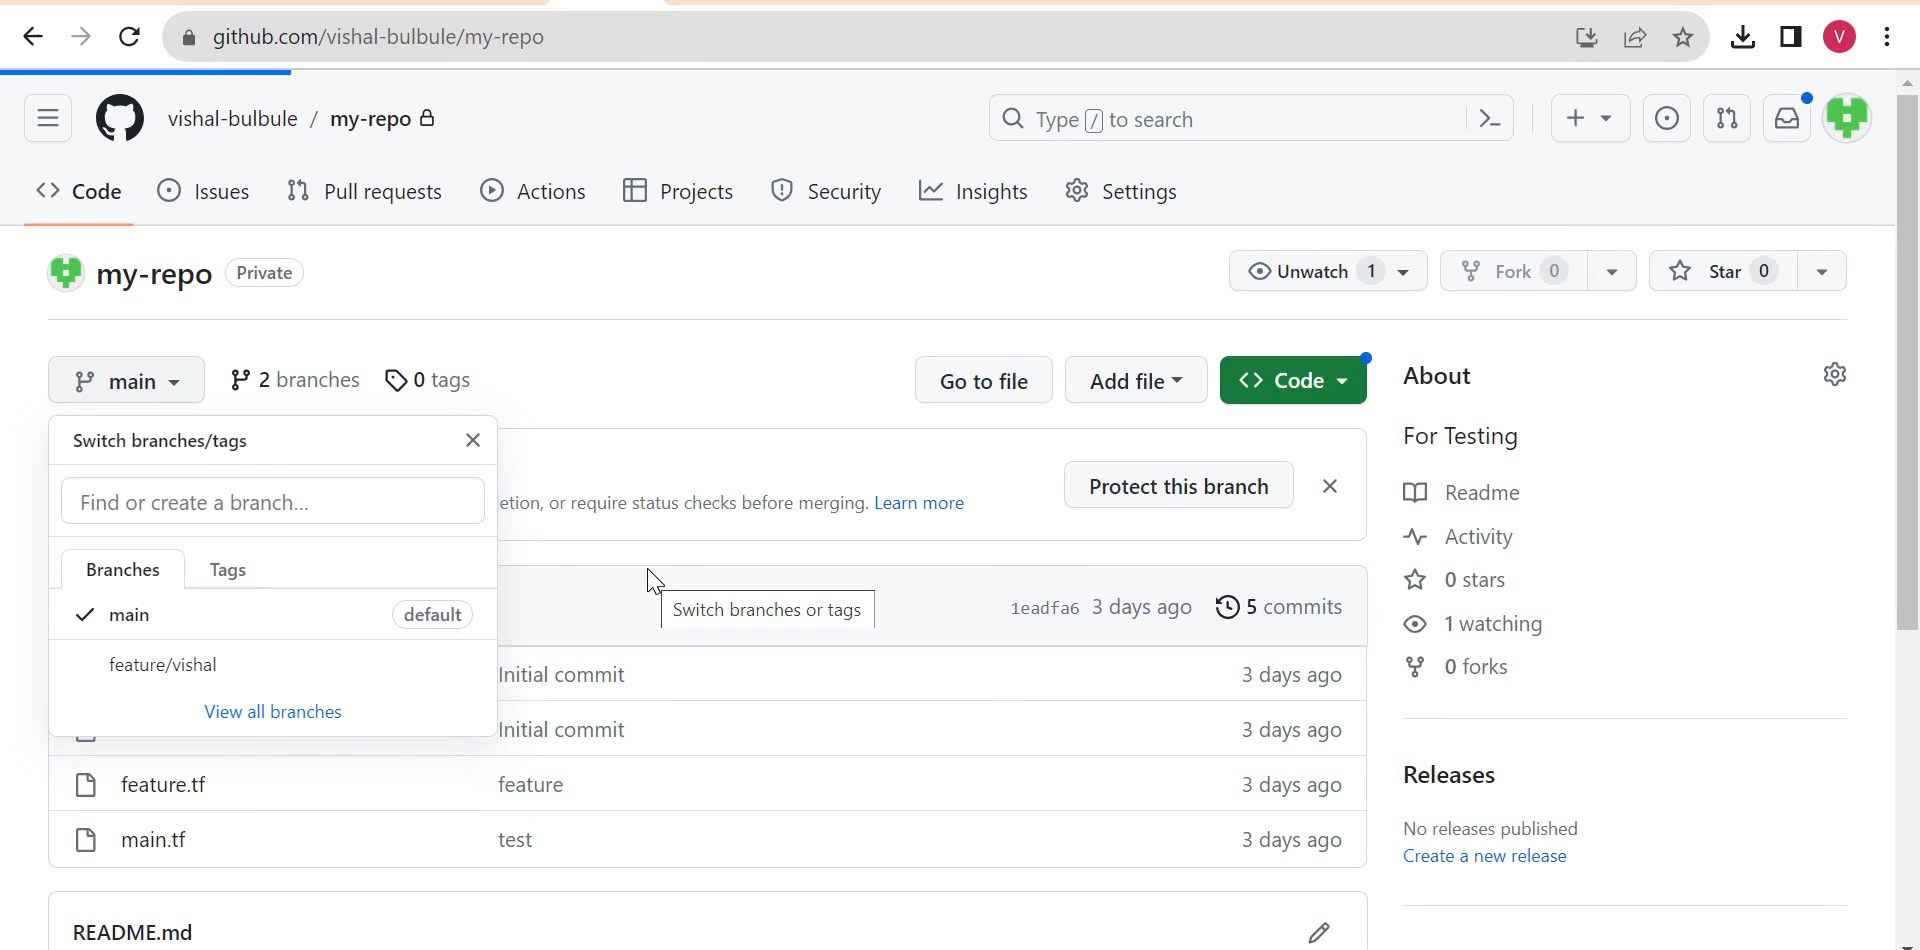 github.com/vishal-bulbule/my-repo
V
vishal-bulbule / my-repo
Type / to search
Code Issues Pull requests Actions Projects Security Insights Settings
my-repo Private
Unwatch 1 Fork 0 Star 0
main 2 branches 0 tags
Go to file Add file Code
Switch branches/tags
Find or create a branch...
Branches Tags
main default
feature/vishal
View all branches
etion, or require status checks before merging. Learn more
Protect this branch
Switch branches or tags
1eadfa6 3 days ago 5 commits
Initial commit 3 days ago
Initial commit 3 days ago
feature.tf feature 3 days ago
main.tf test 3 days ago
README.md
About
For Testing
Readme
Activity
0 stars
1 watching
0 forks
Releases
No releases published
Create a new release